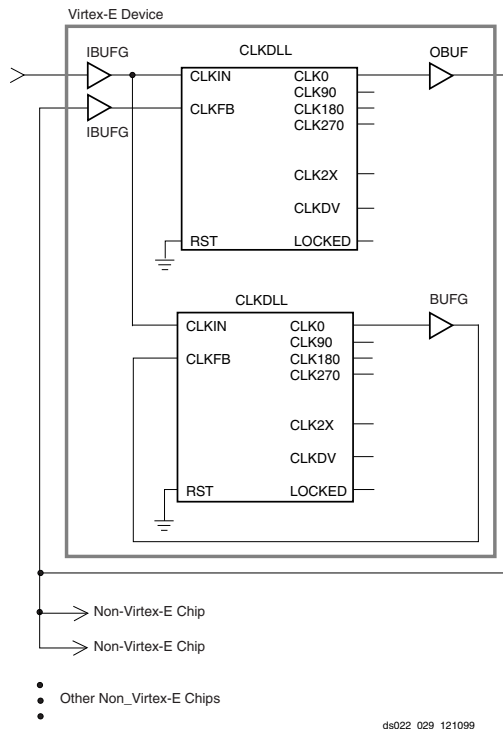 Virtex-E Device
IBUFG
CLKDLL
OBUF
CLKIN
CLK0
CLK90
CLKFB
CLK180
CLK270
IBUFG
CLK2X
CLKDV
RST
LOCKED
CLKDLL
BUFG
CLKIN
CLK0
CLK90
CLKFB
CLK180
CLK270
CLK2X
CLKDV
RST
LOCKED
Non-Virtex-E Chip
Non-Virtex-E Chip
Other Non_Virtex-E Chips
ds022_029_121099